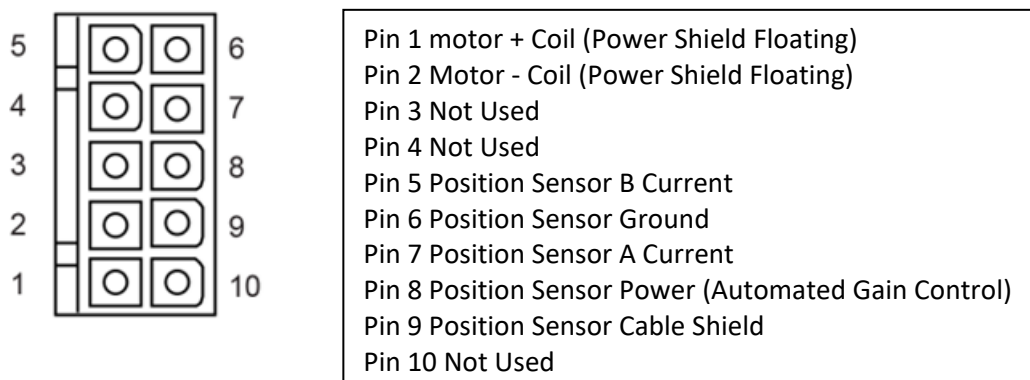 5
6
4
7
3
8
2
9
1
10
Pin 1 motor + Coil (Power Shield Floating)
Pin 2 Motor - Coil (Power Shield Floating)
Pin 3 Not Used
Pin 4 Not Used
Pin 5 Position Sensor B Current
Pin 6 Position Sensor Ground
Pin 7 Position Sensor A Current
Pin 8 Position Sensor Power (Automated Gain Control)
Pin 9 Position Sensor Cable Shield
Pin 10 Not Used